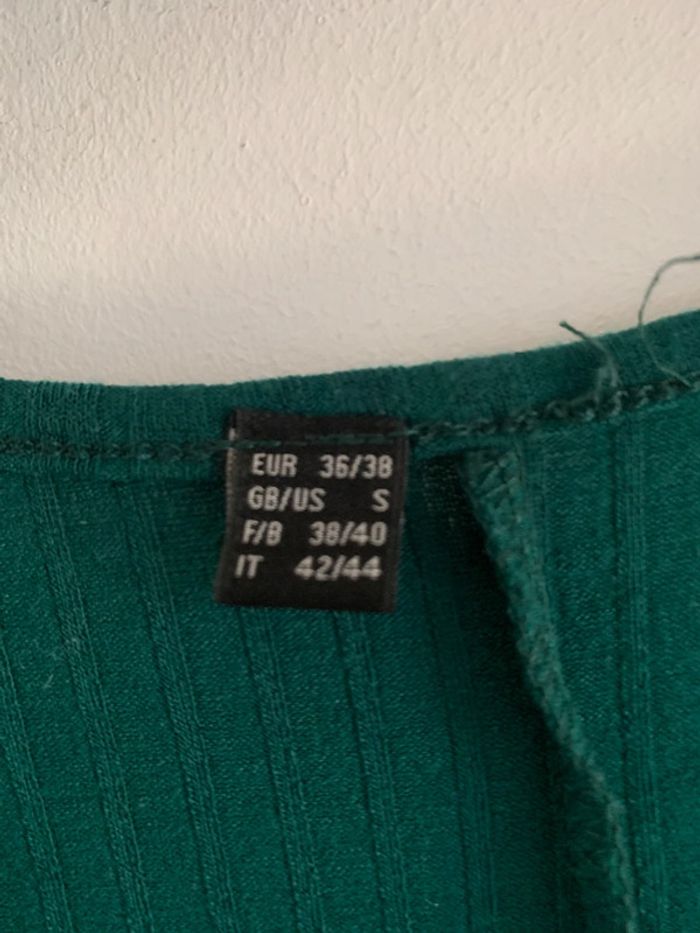 EUR 36/38
GB/US S
F/B 38/40
IT 42/44